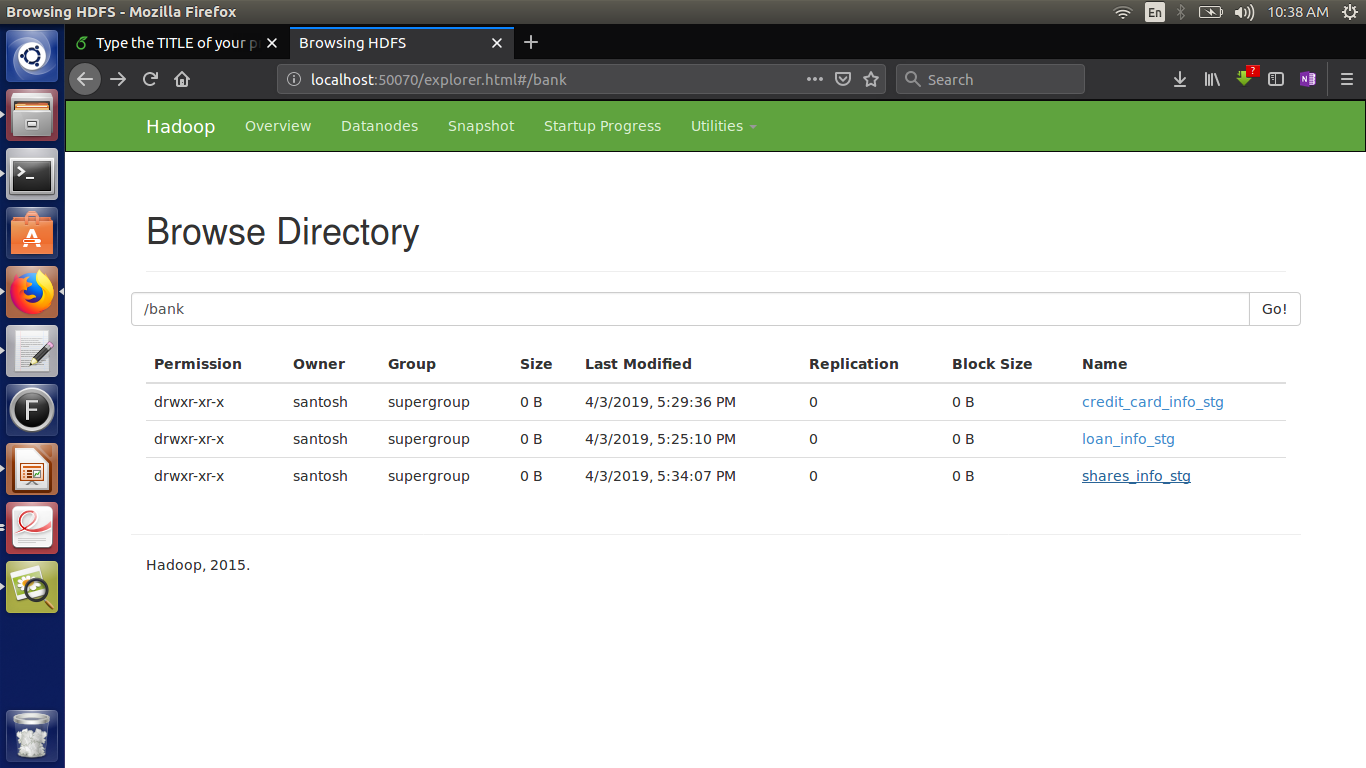 Browsing HDFS - Mozilla Firefox En 10:38 AM
Type the TITLE of your p Browsing HDFS
localhost:50070/explorer.html#/bank Search ? N
Hadoop Overview Datanodes Snapshot Startup Progress Utilities
Browse Directory
/bank Go!
Permission Owner Group Size Last Modified Replication Block Size Name
drwxr-xr-x santosh supergroup 0 B 4/3/2019, 5:29:36 PM 0 0 B credit_card_info_stg
drwxr-xr-x santosh supergroup 0 B 4/3/2019, 5:25:10 PM 0 0 B loan_info_stg
drwxr-xr-x santosh supergroup 0 B 4/3/2019, 5:34:07 PM 0 0 B shares_info_stg
Hadoop, 2015.